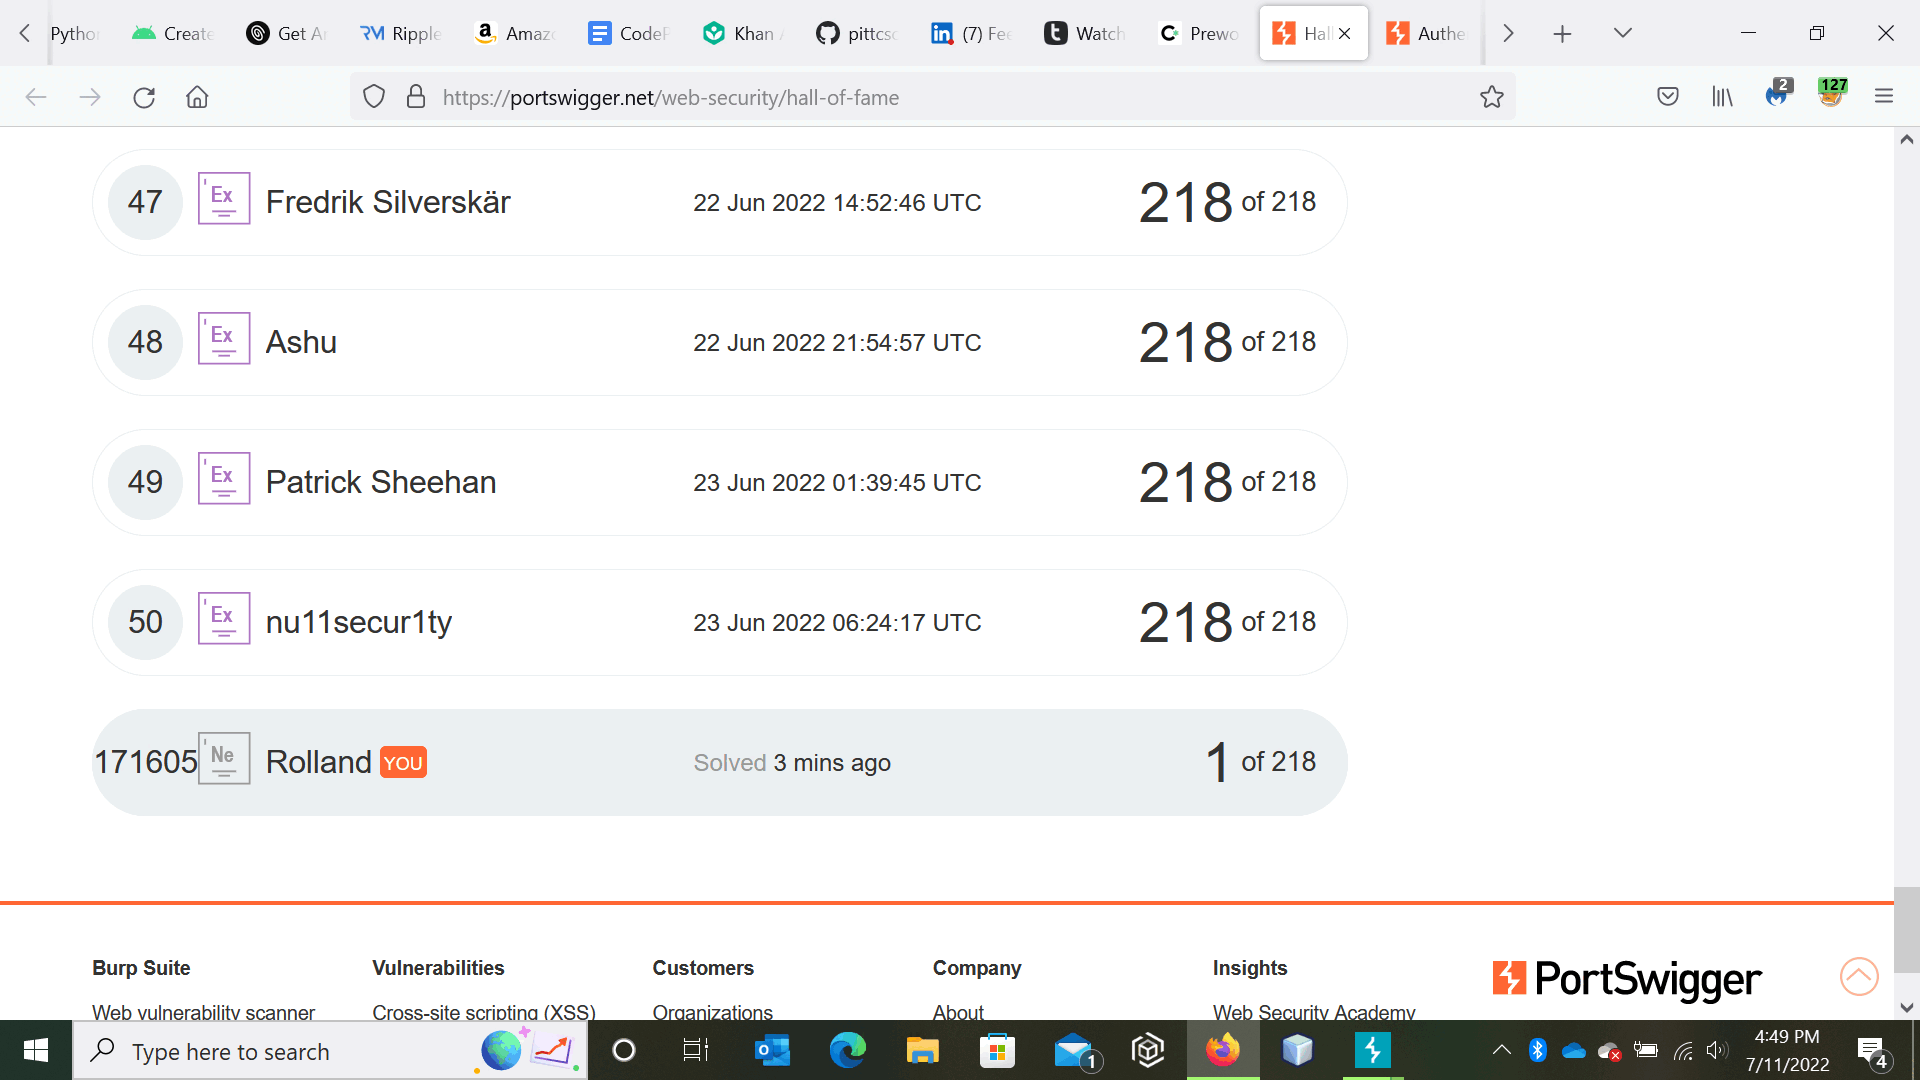 Python Create Get Ar Ripple Amaz CodeP Khan A pittcsc (7) Fee Watch Prewo Hall Authe
https://portswigger.net/web-security/hall-of-fame 2 127
47 Ex Fredrik Silverskär 22 Jun 2022 14:52:46 UTC 218 of 218
48 Ex Ashu 22 Jun 2022 21:54:57 UTC 218 of 218
49 Ex Patrick Sheehan 23 Jun 2022 01:39:45 UTC 218 of 218
50 Ex nu11secur1ty 23 Jun 2022 06:24:17 UTC 218 of 218
171605 Ne Rolland YOU Solved 3 mins ago 1 of 218
Burp Suite Vulnerabilities Customers Company Insights PortSwigger
Web vulnerability scanner Cross-site scripting (XSS) Organizations About Web Security Academy
Type here to search 1 4:49 PM
7/11/2022 4